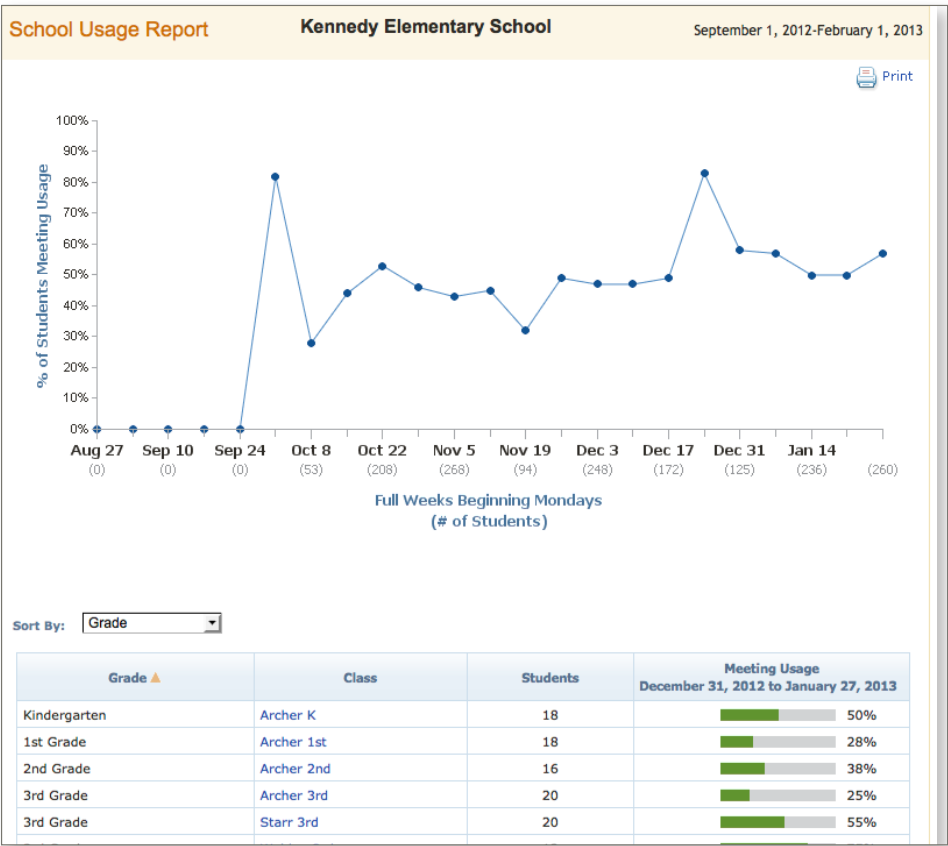 School Usage Report Kennedy Elementary School September 1, 2012-February 1, 2013
Print
100%
90%
80%
70%
60%
50%
40%
30%
20%
10%
0%
% of Students Meeting Usage
Aug 27 Sep 10 Sep 24 Oct 8 Oct 22 Nov 5 Nov 19 Dec 3 Dec 17 Dec 31 Jan 14
(0) (0) (0) (53) (208) (268) (94) (248) (172) (125) (236) (260)
Full Weeks Beginning Mondays
(# of Students)
Sort By: Grade
Grade Class Students Meeting Usage
December 31, 2012 to January 27, 2013
Kindergarten Archer K 18 50%
1st Grade Archer 1st 18 28%
2nd Grade Archer 2nd 16 38%
3rd Grade Archer 3rd 20 25%
3rd Grade Starr 3rd 20 55%